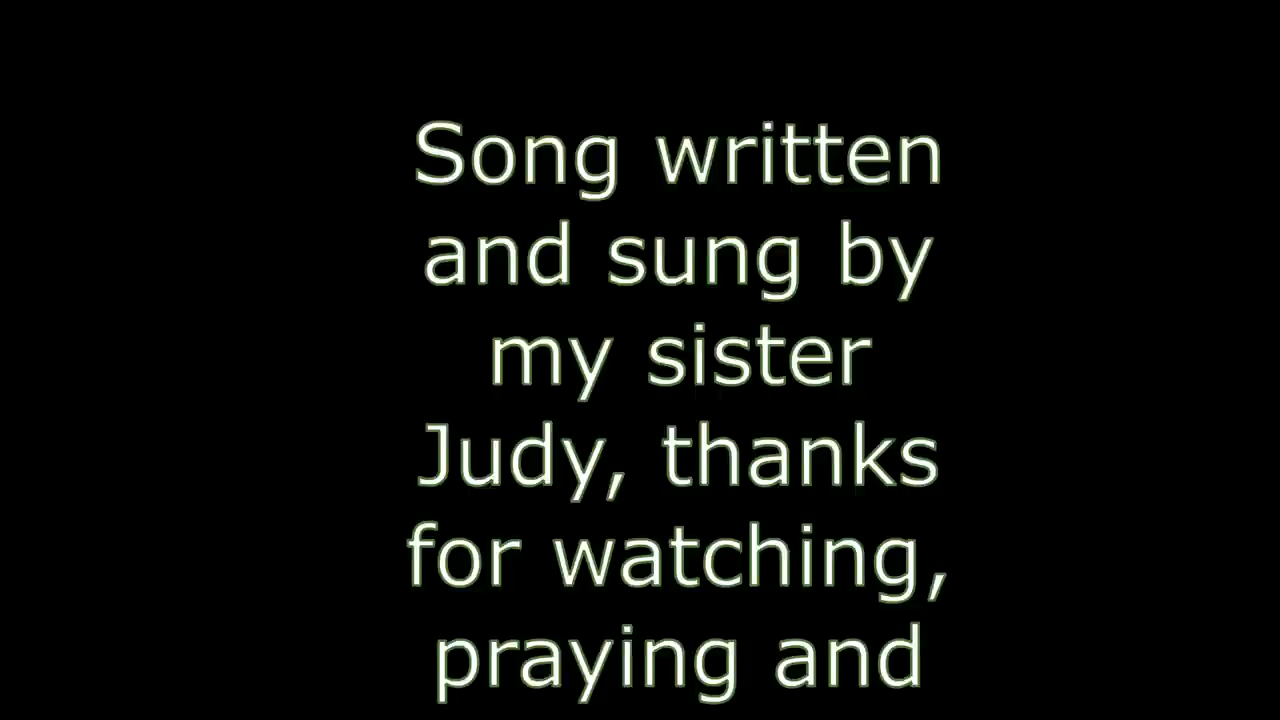 Song written
and sung by
my sister
Judy, thanks
for watching,
praying and